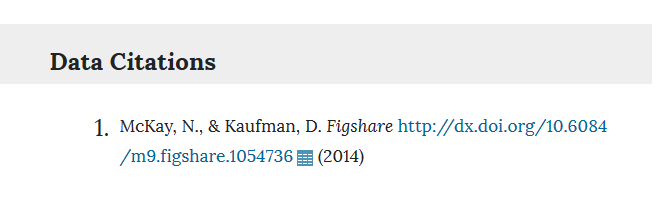 Data Citations
1. McKay, N., & Kaufman, D. Figshare http://dx.doi.org/10.6084
/m9.figshare.1054736 (2014)